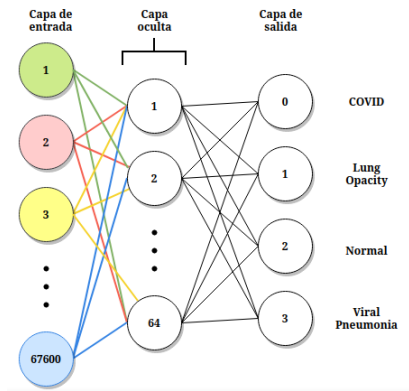 Capa de
entrada
Capa
oculta
Capa de
salida
1
2
3
67600
1
2
64
0
1
2
3
COVID
Lung
Opacity
Normal
Viral
Pneumonia